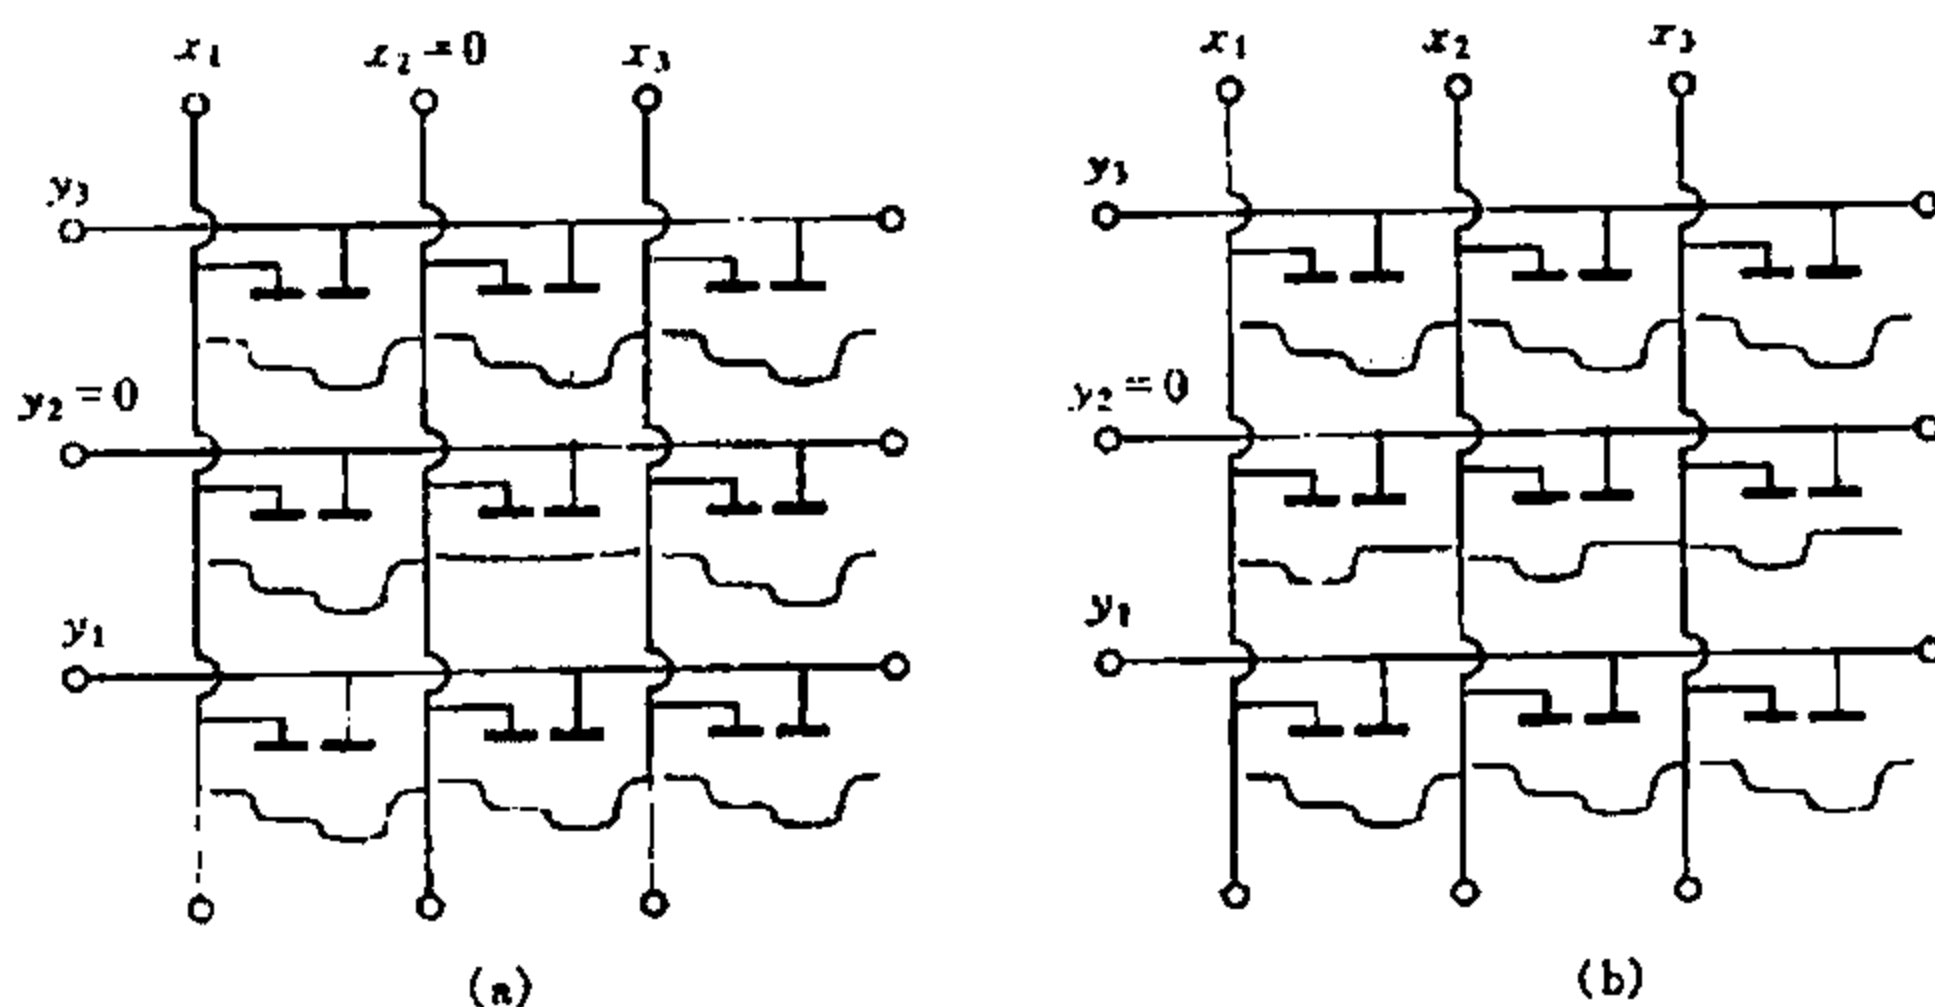 x₁ x₂ = 0 x₃
y₃
y₂ = 0
y₁
(a)
x₁ x₂ x₃
y₃
y₂ = 0
y₁
(b)